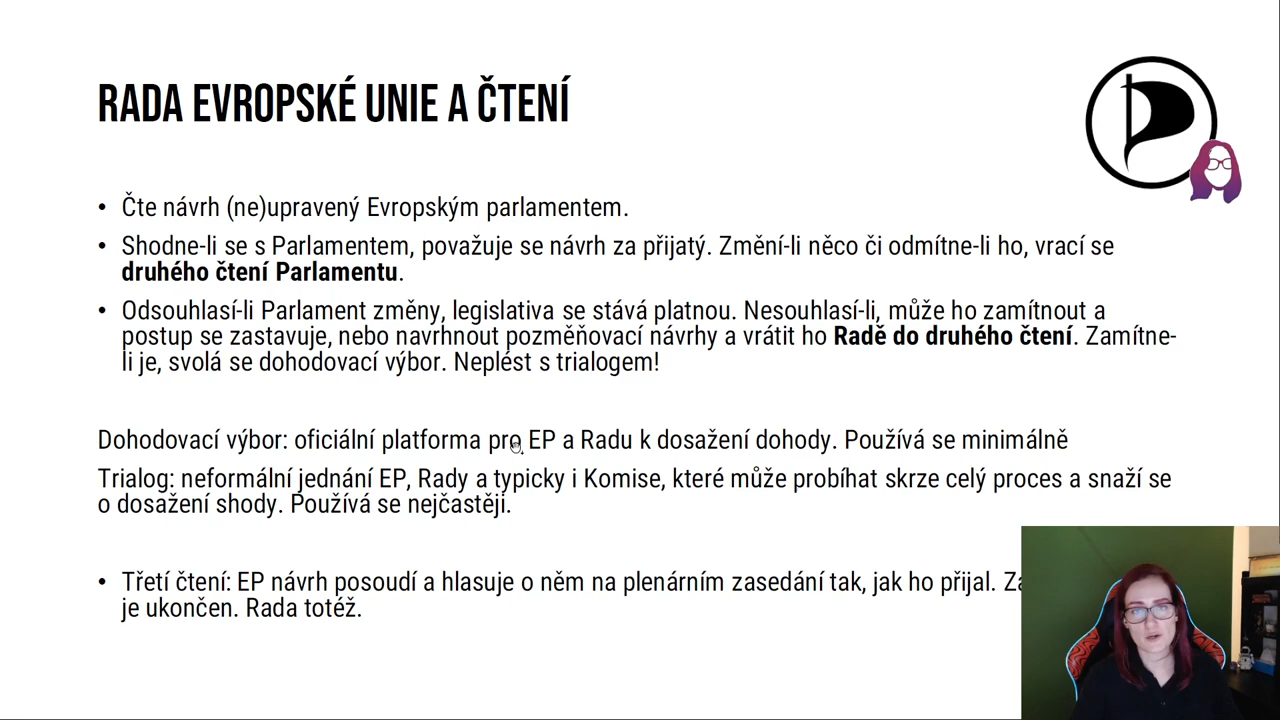 RADA EVROPSKÉ UNIE A ČTENÍ
• Čte návrh (ne)upravený Evropským parlamentem.
• Shodne-li se s Parlamentem, považuje se návrh za přijatý. Změní-li něco či odmítne-li ho, vrací se
druhého čtení Parlamentu.
• Odsouhlasí-li Parlament změny, legislativa se stává platnou. Nesouhlasí-li, může ho zamítnout a
postup se zastavuje, nebo navrhnout pozměňovací návrhy a vrátit ho Radě do druhého čtení. Zamítne-
li je, svolá se dohodovací výbor. Neplést s trialogem!
Dohodovací výbor: oficiální platforma pro EP a Radu k dosažení dohody. Používá se minimálně
Trialog: neformální jednání EP, Rady a typicky i Komise, které může probíhat skrze celý proces a snaží se
o dosažení shody. Používá se nejčastěji.
• Třetí čtení: EP návrh posoudí a hlasuje o něm na plenárním zasedání tak, jak ho přijal.
je ukončen. Rada totéž.